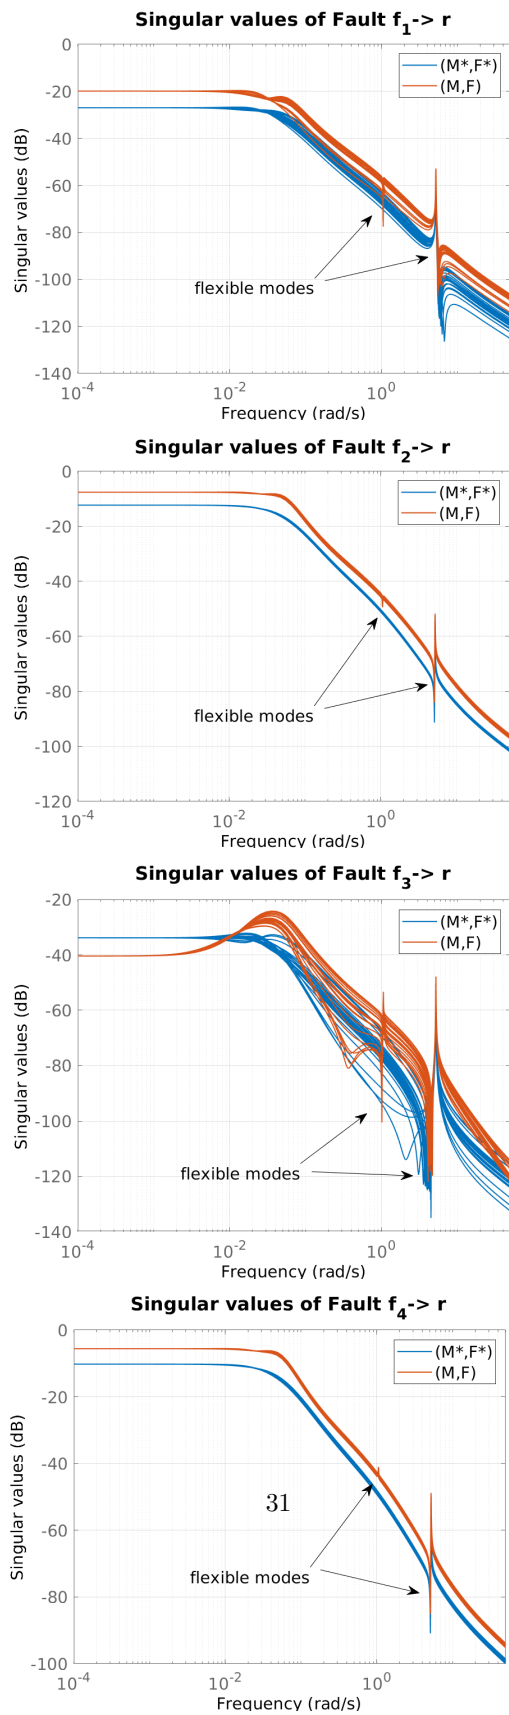 Singular values of Fault f₁-> r
Singular values (dB)
0
-20
-40
-60
-80
-100
-120
-140
(M*,F*)
(M,F)
flexible modes
10⁻⁴
10⁻²
10⁰
Frequency (rad/s)
Singular values of Fault f₂-> r
Singular values (dB)
0
-20
-40
-60
-80
-100
-120
(M*,F*)
(M,F)
flexible modes
10⁻⁴
10⁻²
10⁰
Frequency (rad/s)
Singular values of Fault f₃-> r
Singular values (dB)
-20
-40
-60
-80
-100
-120
-140
(M*,F*)
(M,F)
flexible modes
10⁻⁴
10⁻²
10⁰
Frequency (rad/s)
Singular values of Fault f₄-> r
Singular values (dB)
0
-20
-40
-60
-80
-100
(M*,F*)
(M,F)
31
flexible modes
10⁻⁴
10⁻²
10⁰
Frequency (rad/s)